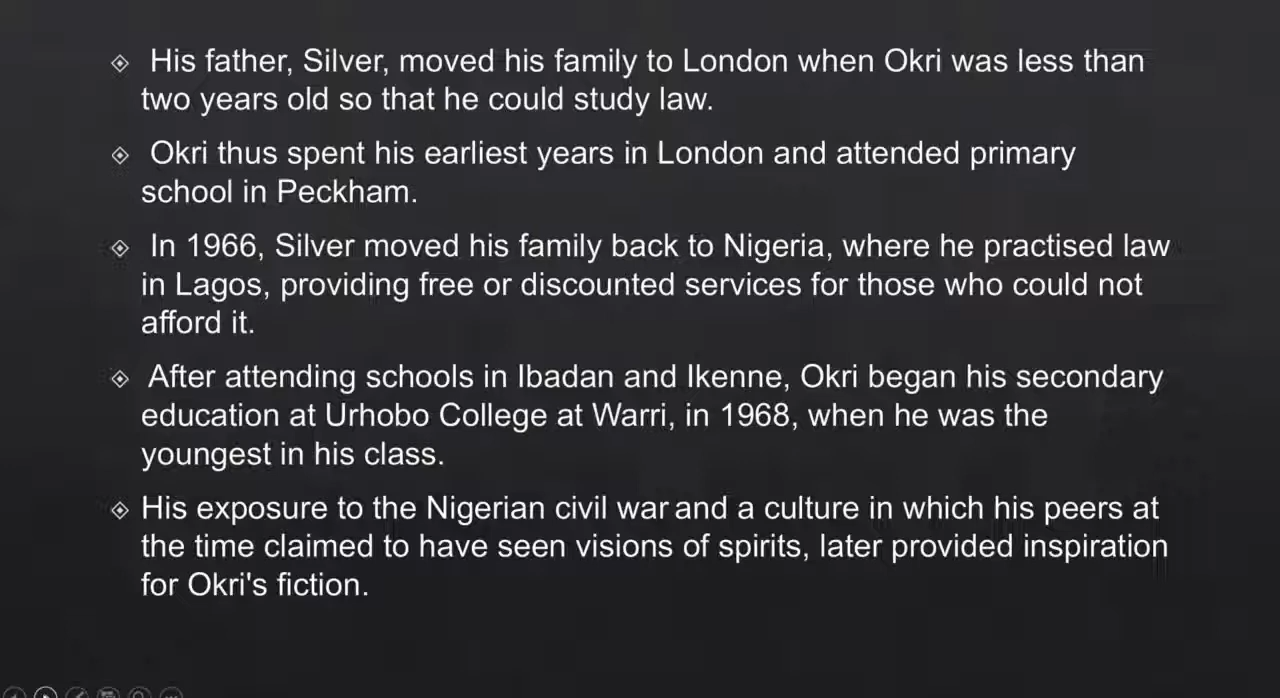 His father, Silver, moved his family to London when Okri was less than
two years old so that he could study law.
Okri thus spent his earliest years in London and attended primary
school in Peckham.
In 1966, Silver moved his family back to Nigeria, where he practised law
in Lagos, providing free or discounted services for those who could not
afford it.
After attending schools in Ibadan and Ikenne, Okri began his secondary
education at Urhobo College at Warri, in 1968, when he was the
youngest in his class.
His exposure to the Nigerian civil war and a culture in which his peers at
the time claimed to have seen visions of spirits, later provided inspiration
for Okri's fiction.